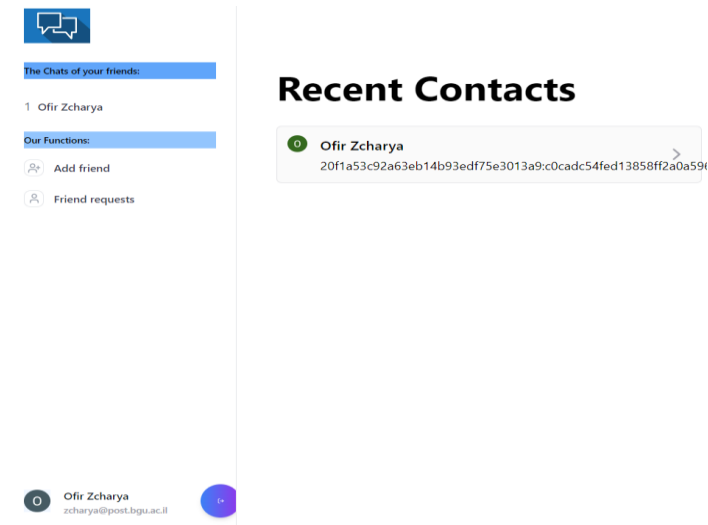 The Chats of your friends:
1 Ofir Zcharya
Our Functions:
Add friend
Friend requests
O Ofir Zcharya
zcharya@post.bgu.ac.il
Recent Contacts
O Ofir Zcharya
20f1a53c92a63eb14b93edf75e3013a9:c0cadc54fed13858ff2a0a596